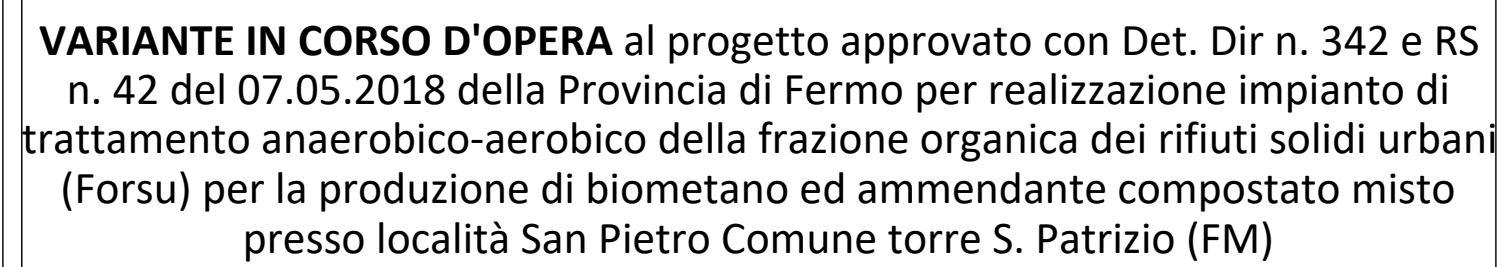 VARIANTE IN CORSO D'OPERA al progetto approvato con Det. Dir n. 342 e RS
n. 42 del 07.05.2018 della Provincia di Fermo per realizzazione impianto di
trattamento anaerobico-aerobico della frazione organica dei rifiuti solidi urbani
(Forsu) per la produzione di biometano ed ammendante compostato misto
presso località San Pietro Comune torre S. Patrizio (FM)